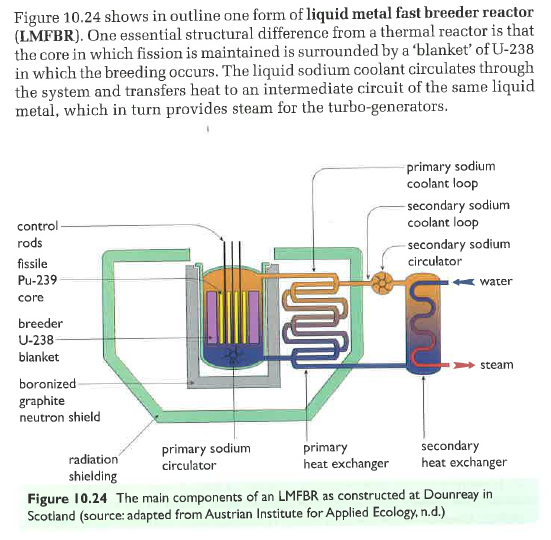 Figure 10.24 shows in outline one form of liquid metal fast breeder reactor
(LMFBR). One essential structural difference from a thermal reactor is that
the core in which fission is maintained is surrounded by a ‘blanket’ of U-238
in which the breeding occurs. The liquid sodium coolant circulates through
the system and transfers heat to an intermediate circuit of the same liquid
metal, which in turn provides steam for the turbo-generators.
primary sodium
coolant loop
secondary sodium
coolant loop
secondary sodium
circulator
water
steam
control
rods
fissile
Pu-239
core
breeder
U-238
blanket
boronized
graphite
neutron shield
radiation
shielding
primary sodium
circulator
primary
heat exchanger
secondary
heat exchanger
Figure 10.24 The main components of an LMFBR as constructed at Dounreay in
Scotland (source: adapted from Austrian Institute for Applied Ecology, n.d.)